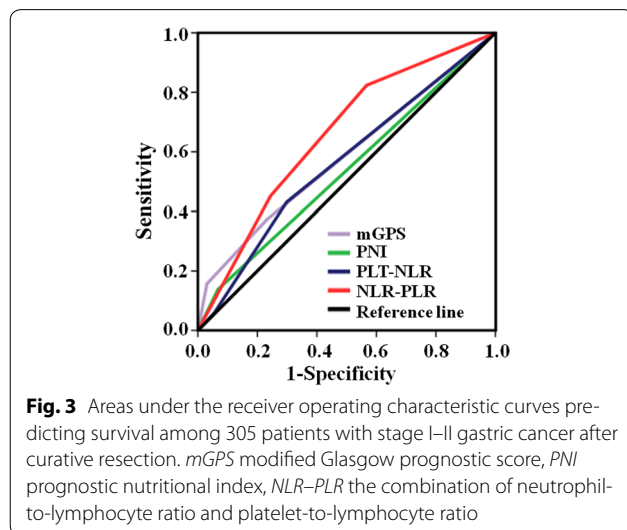 1.0
0.8
0.6
0.4
0.2
0.0
Sensitivity
mGPS
PNI
PLT-NLR
NLR-PLR
Reference line
0.0 0.2 0.4 0.6 0.8 1.0
1-Specificity
Fig. 3 Areas under the receiver operating characteristic curves pre-
dicting survival among 305 patients with stage I–II gastric cancer after
curative resection. mGPS modified Glasgow prognostic score, PNI
prognostic nutritional index, NLR–PLR the combination of neutrophil-
to-lymphocyte ratio and platelet-to-lymphocyte ratio